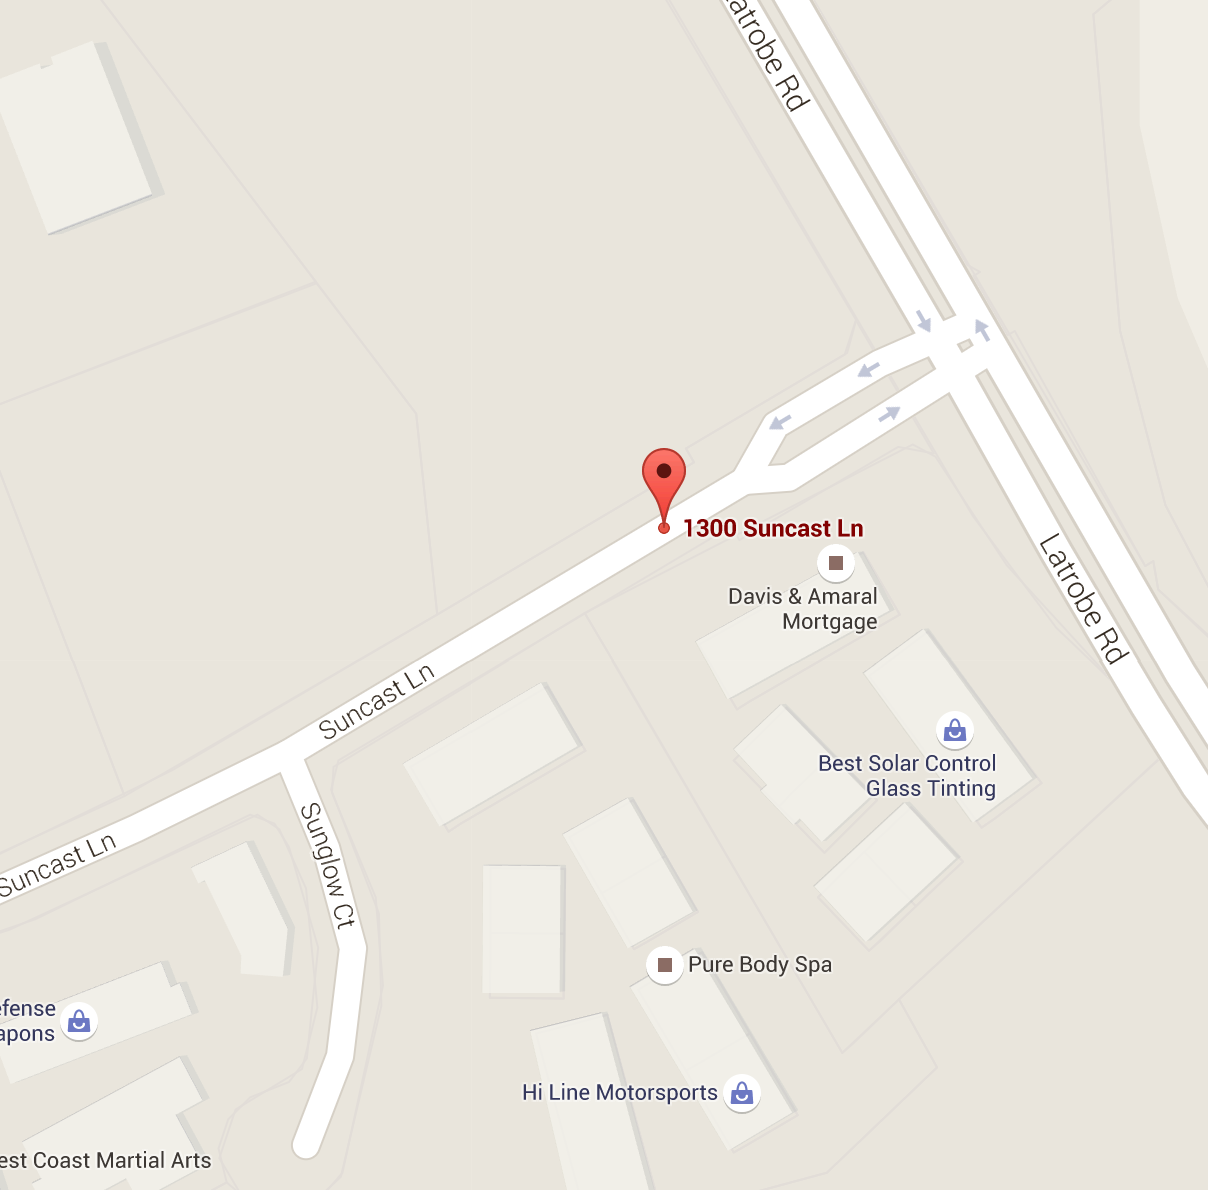 Latrobe Rd
1300 Suncast Ln
Davis & Amaral
Mortgage
Latrobe Rd
Suncast Ln
Best Solar Control
Glass Tinting
Sunglow Ct
Suncast Ln
Pure Body Spa
efense
apons
Hi Line Motorsports
est Coast Martial Arts